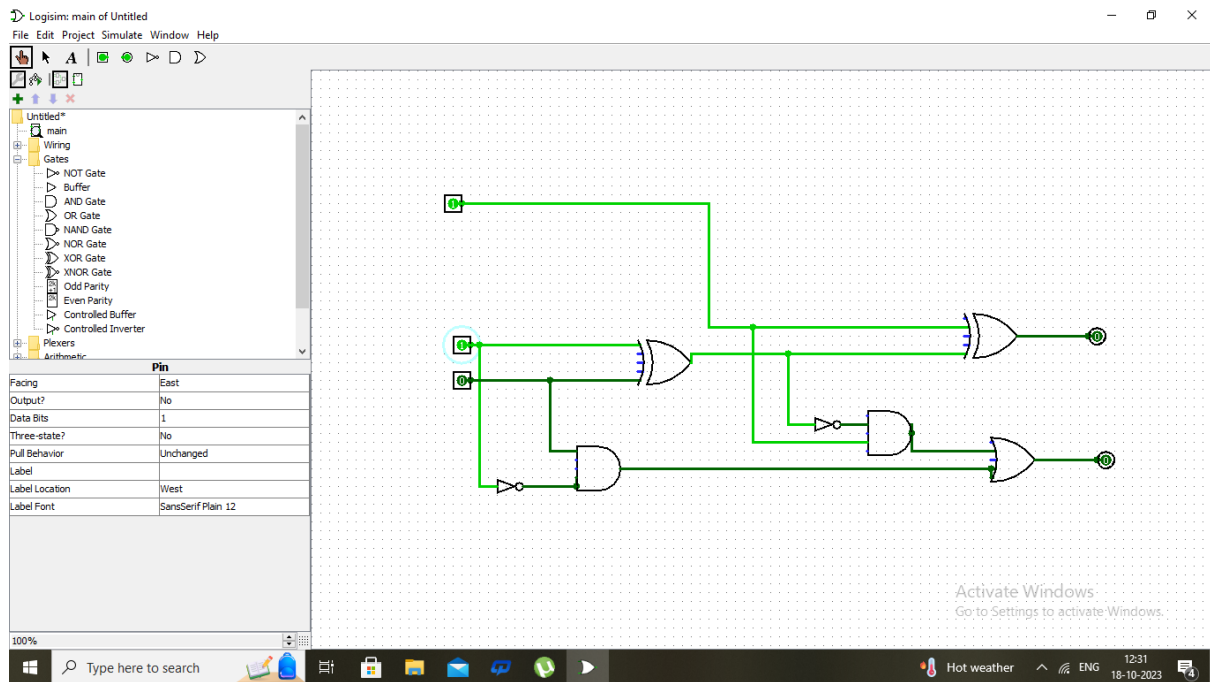 Logisim: main of Untitled
File Edit Project Simulate Window Help
A
Untitled*
main
Wiring
Gates
NOT Gate
Buffer
AND Gate
OR Gate
NAND Gate
NOR Gate
XOR Gate
XNOR Gate
Odd Parity
Even Parity
Controlled Buffer
Controlled Inverter
Plexers
Arithmetic
Pin
Facing East
Output? No
Data Bits 1
Three-state? No
Pull Behavior Unchanged
Label
Label Location West
Label Font SansSerif Plain 12
100%
1
1
0
0
0
Activate Windows
Go to Settings to activate Windows.
Type here to search
Hot weather
ENG
12:31
18-10-2023
4